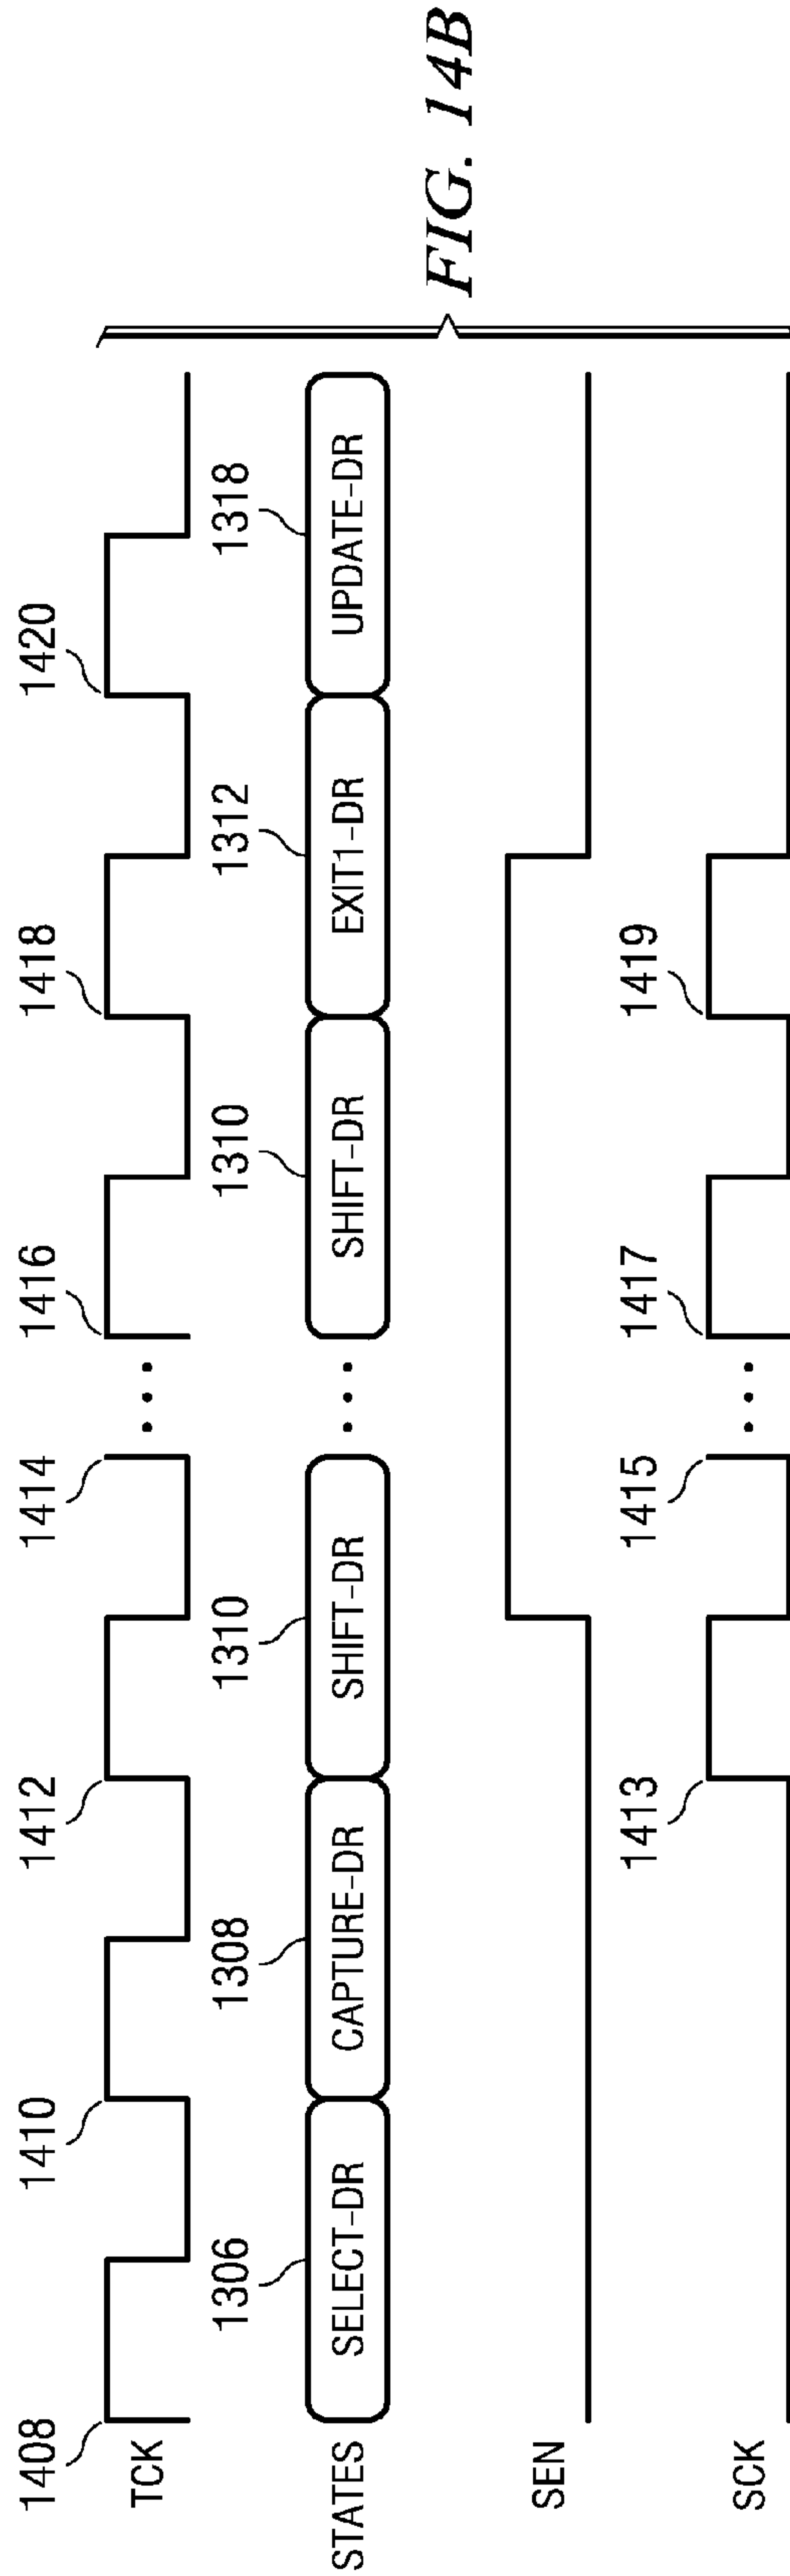 1408 1410 1412 1414 1416 1418 1420
TCK ... 
1306 1308 1310 1310 1312 1318
STATES SELECT-DR CAPTURE-DR SHIFT-DR ... SHIFT-DR EXIT1-DR UPDATE-DR
SEN
1413 1415 1417 1419
SCK ...
FIG. 14B